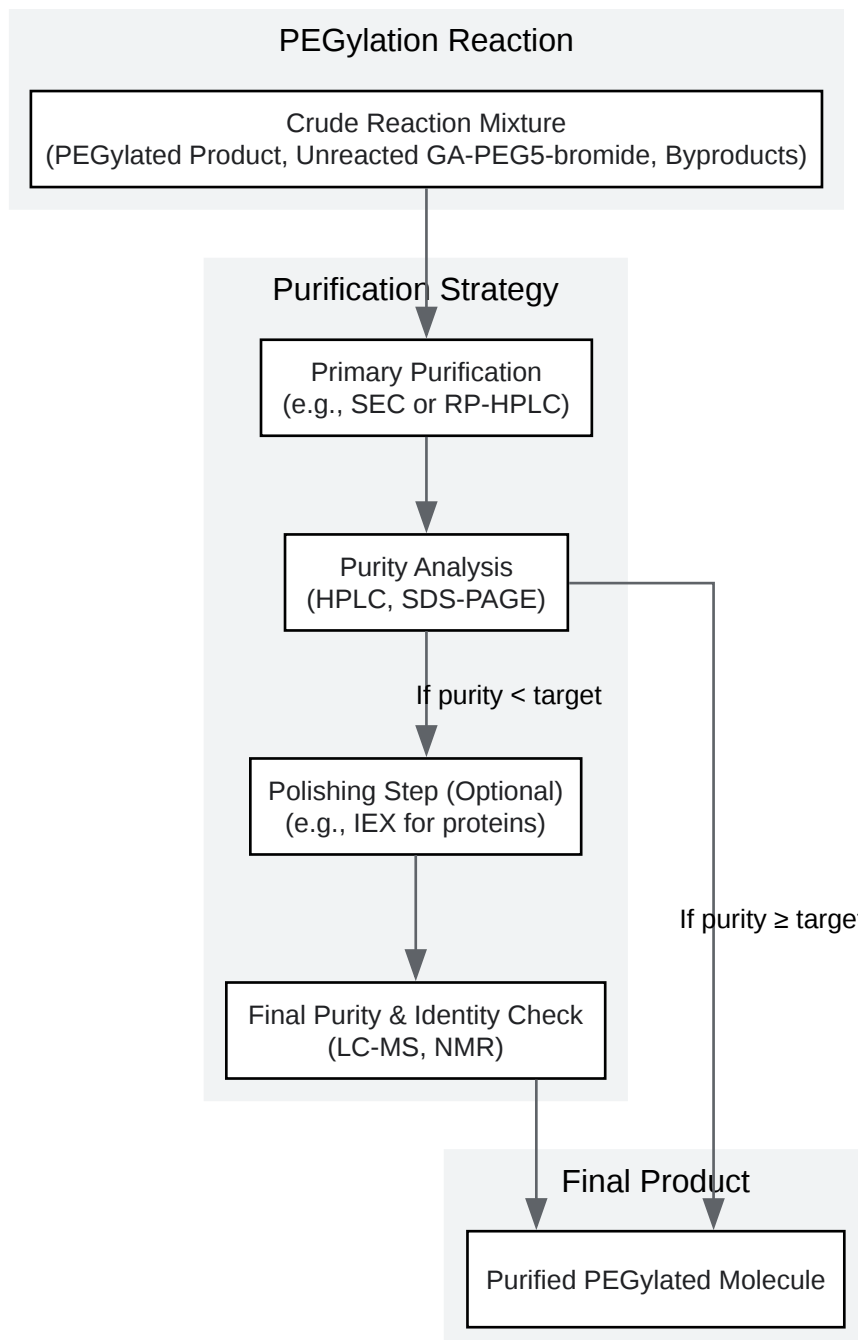 PEGylation Reaction
Crude Reaction Mixture
(PEGylated Product, Unreacted GA-PEG5-bromide, Byproducts)
Purification Strategy
Primary Purification
(e.g., SEC or RP-HPLC)
Purity Analysis
(HPLC, SDS-PAGE)
If purity < target
Polishing Step (Optional)
(e.g., IEX for proteins)
If purity ≥ target
Final Purity & Identity Check
(LC-MS, NMR)
Final Product
Purified PEGylated Molecule